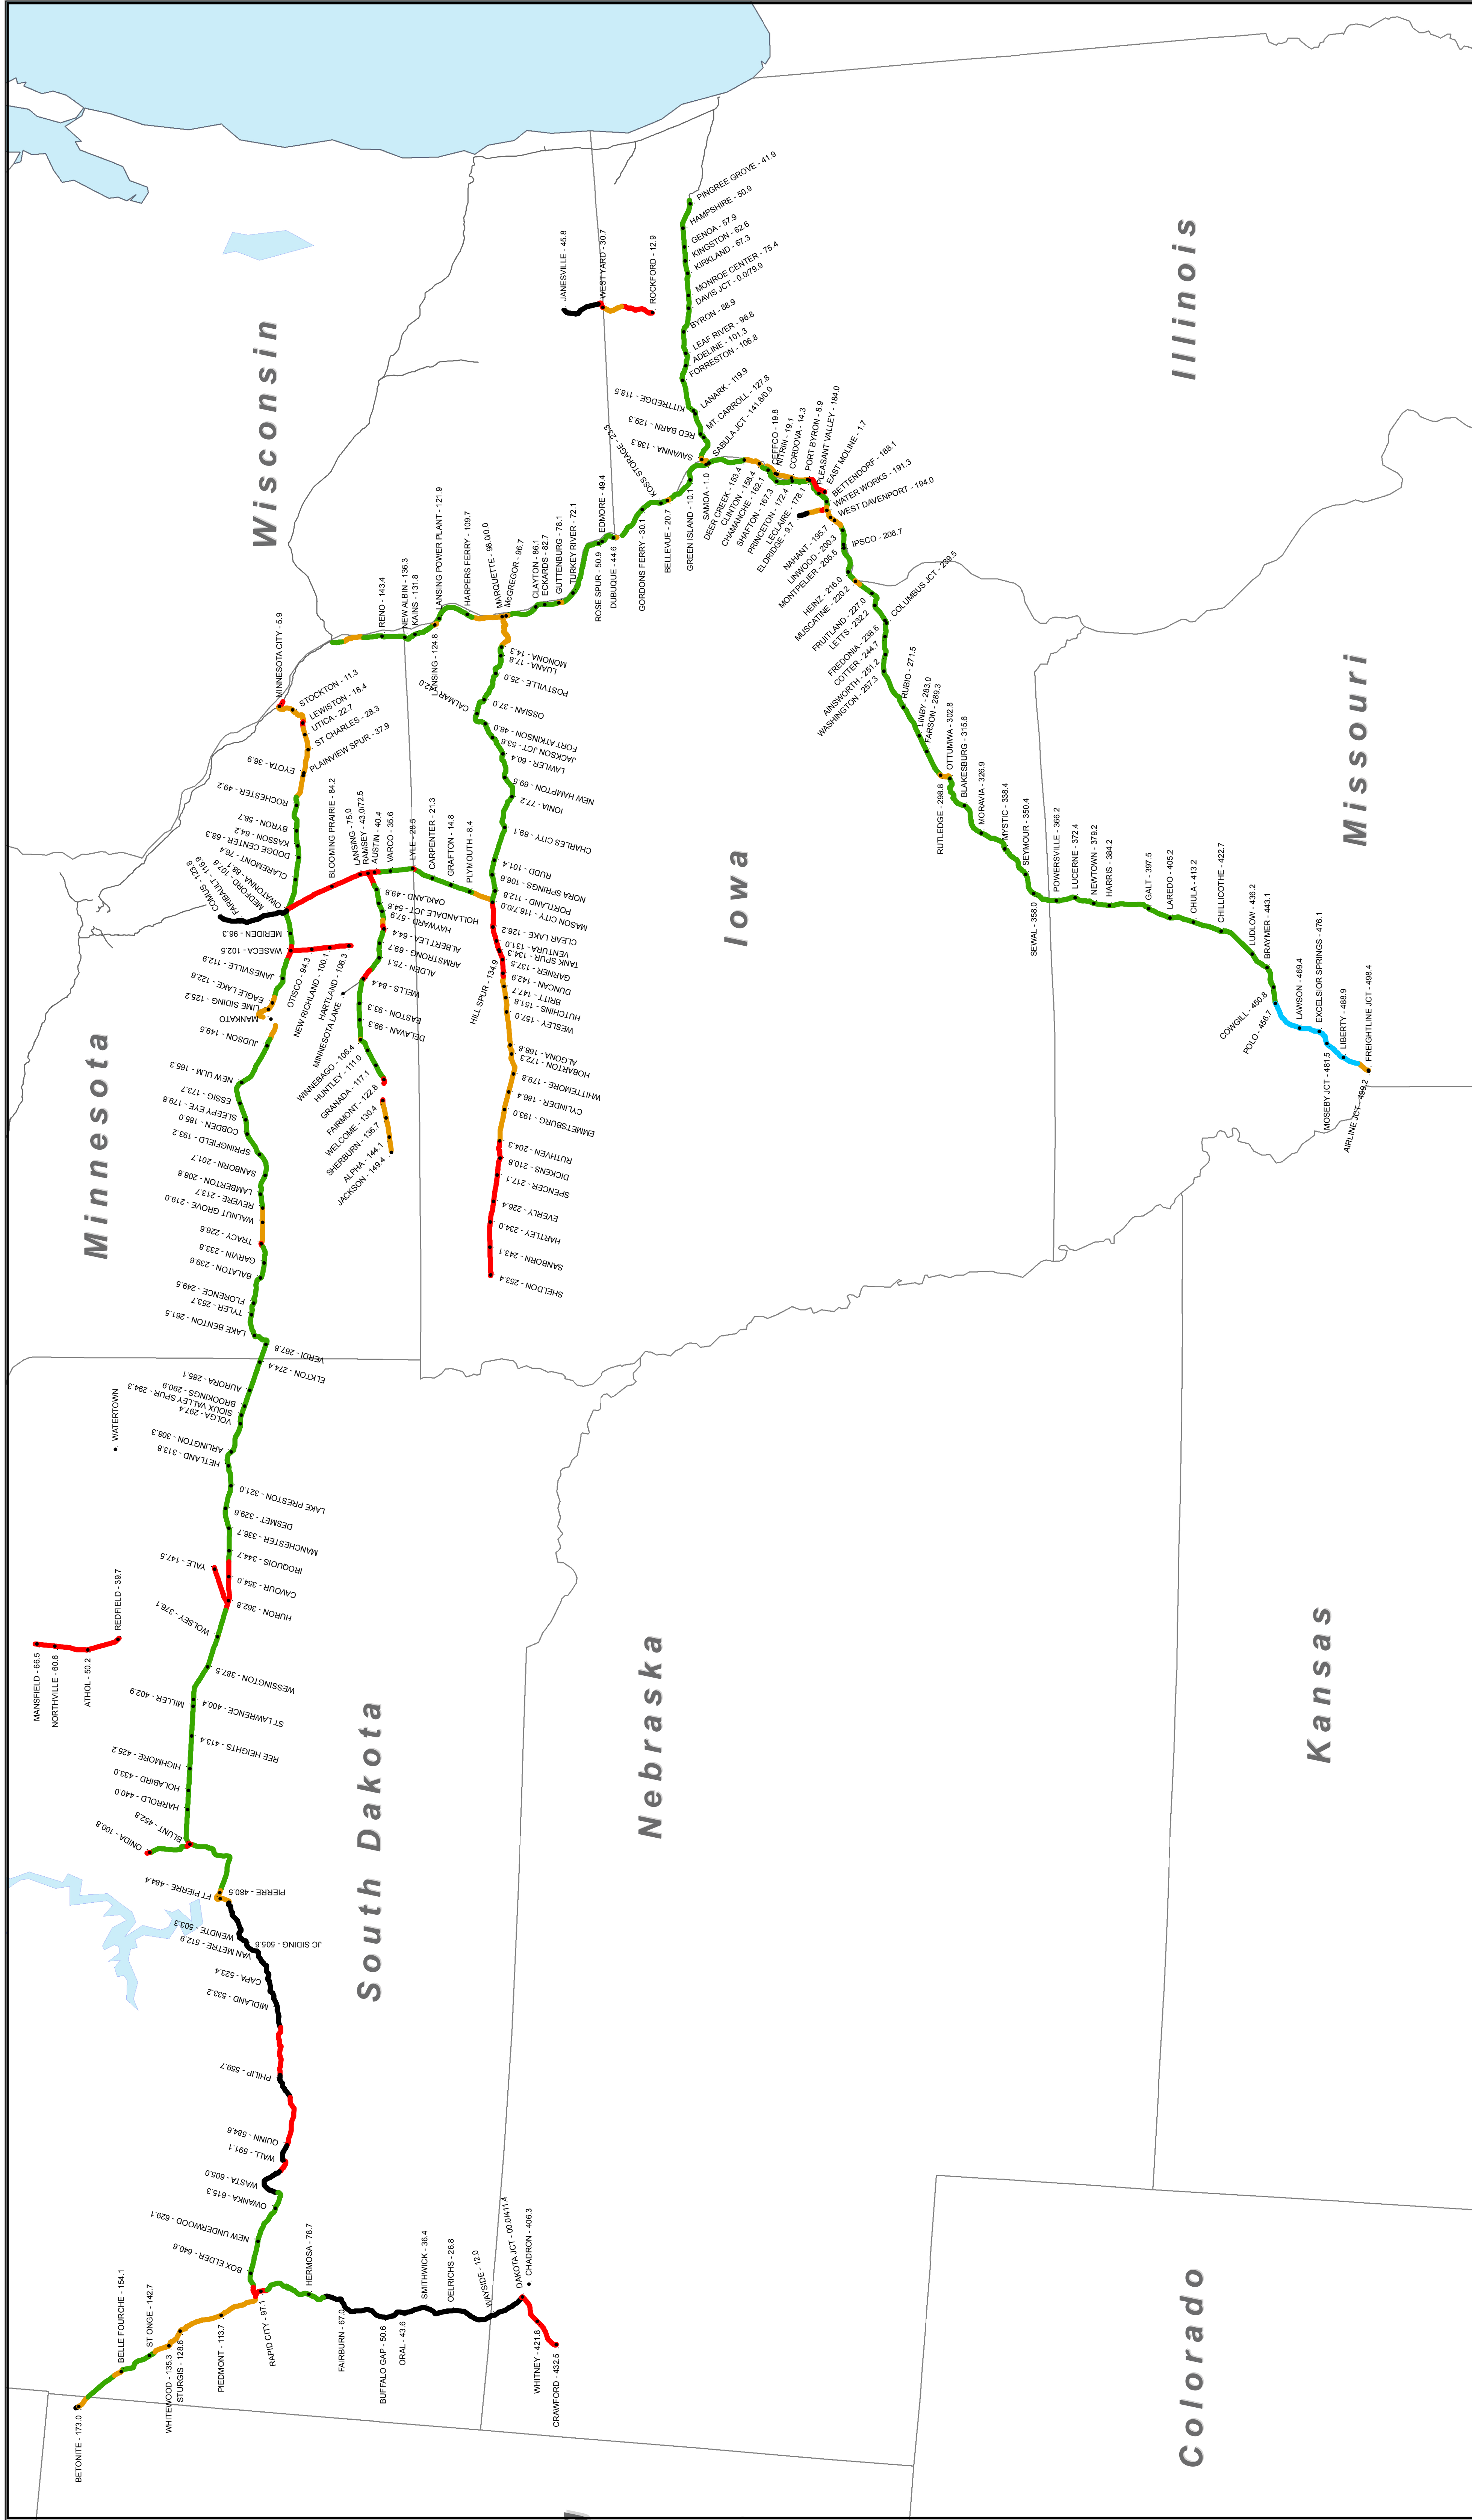 Wisconsin
Illinois
Minnesota
Iowa
Missouri
South Dakota
Nebraska
Kansas
Colorado
PINGREE GROVE - 41.9
HAMPSHIRE - 50.9
GENOA - 57.9
KINGSTON - 62.6
KIRKLAND - 67.3
MONROE CENTER - 75.4
DAVIS JCT - 0.0/79.9
BYRON - 88.9
LEAF RIVER - 96.8
ADELINE - 101.3
FORRESTON - 106.8
KITTREDGE - 118.5
LANARK - 119.9
MT. CARROLL - 127.8
RED BARN - 129.3
SAVANNA - 138.3
SABULA JCT - 141.6/0.0
JANESVILLE - 45.8
WEST YARD - 30.7
ROCKFORD - 12.9
KOSS STORAGE - 23.3
SAMOA - 1.0
GREEN ISLAND - 10.1
BELLEVUE - 20.7
GORDONS FERRY - 30.1
DUBUQUE - 44.6
EDMORE - 49.4
ROSE SPUR - 50.9
TURKEY RIVER - 72.1
GUTTENBURG - 78.1
ECKARDS - 82.7
CLAYTON - 86.1
McGREGOR - 96.7
MARQUETTE - 98.0/0.0
HARPERS FERRY - 109.7
LANSING POWER PLANT - 121.9
LANSING - 124.8
KAINS - 131.8
NEW ALBIN - 136.3
RENO - 143.4
DEER CREEK - 153.4
CLINTON - 158.4
CHAMANCHE - 162.1
SHAFTON - 167.3
PRINCETON - 172.4
LECLAIRE - 178.1
ELDRIDGE - 9.7
CEFFCO - 19.8
NITRIN - 19.1
CORDOVA - 14.3
PORT BYRON - 8.9
PLEASANT VALLEY - 184.0
EAST MOLINE - 1.7
BETTENDORF - 188.1
WATER WORKS - 191.3
WEST DAVENPORT - 194.0
NAHANT - 195.7
LINWOOD - 200.3
MONTPELIER - 205.5
IPSCO - 206.7
HEINZ - 216.0
MUSCATINE - 220.2
FRUITLAND - 227.0
LETTS - 232.2
FREDONIA - 238.6
COLUMBUS JCT - 239.5
COTTER - 244.7
AINSWORTH - 251.2
WASHINGTON - 257.3
RUBIO - 271.5
LINBY - 283.0
FARSON - 289.3
RUTLEDGE - 298.8
OTTUMWA - 302.8
BLAKESBURG - 315.6
MORAVIA - 326.9
MYSTIC - 338.4
SEYMOUR - 350.4
SEWAL - 358.0
POWERSVILLE - 366.2
LUCERNE - 372.4
NEWTOWN - 379.2
HARRIS - 384.2
GALT - 397.5
LAREDO - 405.2
CHULA - 413.2
CHILLICOTHE - 422.7
LUDLOW - 436.2
BRAYMER - 443.1
COWGILL - 450.8
POLO - 456.7
LAWSON - 469.4
EXCELSIOR SPRINGS - 476.1
MOSEBY JCT - 481.5
LIBERTY - 488.9
FREIGHTLINE JCT - 498.4
AIRLINE JCT - 499.2
MONONA - 14.3
LUANA - 17.8
POSTVILLE - 25.0
OSSIAN - 37.0
CALMAR - 42.0
FORT ATKINSON - 48.0
JACKSON JCT - 53.6
LAWLER - 60.4
NEW HAMPTON - 69.5
IONIA - 77.2
CHARLES CITY - 89.1
RUDD - 101.4
NORA SPRINGS - 106.6
PORTLAND - 112.8
MASON CITY - 116.7/0.0
CLEAR LAKE - 126.2
VENTURA - 131.0
TANK SPUR - 134.3
HILL SPUR - 134.9
GARNER - 137.5
DUNCAN - 142.9
BRITT - 147.7
HUTCHINS - 151.8
WESLEY - 157.0
ALGONA - 168.8
HOBARTON - 172.3
WHITTEMORE - 179.8
CYLINDER - 186.4
EMMETSBURG - 193.0
RUTHVEN - 204.3
DICKENS - 210.8
SPENCER - 217.1
EVERLY - 226.4
HARTLEY - 234.0
SANBORN - 243.1
SHELDON - 253.4
MINNESOTA CITY - 5.9
STOCKTON - 11.3
LEWISTON - 18.4
UTICA - 22.7
ST CHARLES - 28.3
PLAINVIEW SPUR - 37.9
EYOTA - 36.9
ROCHESTER - 49.2
BYRON - 58.7
KASSON - 64.2
DODGE CENTER - 68.3
CLAREMONT - 76.4
OWATONNA - 88.1
MEDFORD - 107.8
FARIBAULT - 116.9
COMUS - 123.8
BLOOMING PRAIRIE - 84.2
LANSING - 75.0
RAMSEY - 43.0/72.5
AUSTIN - 40.4
VARCO - 35.6
LYLE - 28.5
CARPENTER - 21.3
GRAFTON - 14.8
PLYMOUTH - 8.4
OAKLAND - 49.8
HOLLANDALE JCT - 54.8
HAYWARD - 57.9
ALBERT LEA - 64.4
ARMSTRONG - 69.7
ALDEN - 75.1
WELLS - 84.4
EASTON - 93.3
DELAVAN - 99.3
MINNESOTA LAKE
WINNEBAGO - 106.4
HUNTLEY - 111.0
GRANADA - 117.1
FAIRMONT - 122.8
WELCOME - 130.4
SHERBURN - 136.7
ALPHA - 144.1
JACKSON - 149.4
MERIDEN - 96.3
WASECA - 102.5
OTISCO - 94.3
NEW RICHLAND - 100.1
HARTLAND - 106.3
JANESVILLE - 112.9
EAGLE LAKE - 122.6
LIME SIDING - 125.2
MANKATO
JUDSON - 149.5
NEW ULM - 165.3
ESSIG - 173.7
SLEEPY EYE - 179.8
COBDEN - 185.0
SPRINGFIELD - 193.2
SANBORN - 201.7
LAMBERTON - 208.8
REVERE - 213.7
WALNUT GROVE - 219.0
TRACY - 226.6
GARVIN - 233.8
BALATON - 239.6
FLORENCE - 249.5
TYLER - 253.7
LAKE BENTON - 261.5
VERDI - 267.8
ELKTON - 274.4
AURORA - 285.1
BROOKINGS - 290.9
SIOUX VALLEY SPUR - 294.3
VOLGA - 297.4
ARLINGTON - 308.3
HETLAND - 313.8
WATERTOWN
LAKE PRESTON - 321.0
DESMET - 329.6
MANCHESTER - 336.7
IROQUOIS - 344.7
YALE - 147.5
CAVOUR - 354.0
HURON - 362.8
WOLSEY - 376.1
REDFIELD - 39.7
ATHOL - 50.2
NORTHVILLE - 60.6
MANSFIELD - 66.5
WESSINGTON - 387.5
ST LAWRENCE - 400.4
MILLER - 402.9
REE HEIGHTS - 413.4
HIGHMORE - 425.2
HOLABIRD - 433.0
HARROLD - 440.0
BLUNT - 452.8
ONIDA - 100.8
PIERRE - 480.5
FT PIERRE - 484.4
WENDTE - 503.3
JC SIDING - 505.6
VAN METRE - 512.9
CAPA - 523.4
MIDLAND - 533.2
PHILIP - 559.7
QUINN - 584.6
WALL - 591.1
WASTA - 605.0
OWANKA - 615.3
NEW UNDERWOOD - 629.1
BOX ELDER - 640.6
RAPID CITY - 97.1
PIEDMONT - 113.7
STURGIS - 128.6
WHITEWOOD - 135.3
ST ONGE - 142.7
BELLE FOURCHE - 154.1
BETONITE - 173.0
HERMOSA - 78.7
FAIRBURN - 67.0
BUFFALO GAP - 50.6
ORAL - 43.6
SMITHWICK - 36.4
OELRICHS - 26.8
WAYSIDE - 12.0
DAKOTA JCT - 00.0/411.4
CHADRON - 406.3
WHITNEY - 421.8
CRAWFORD - 432.5